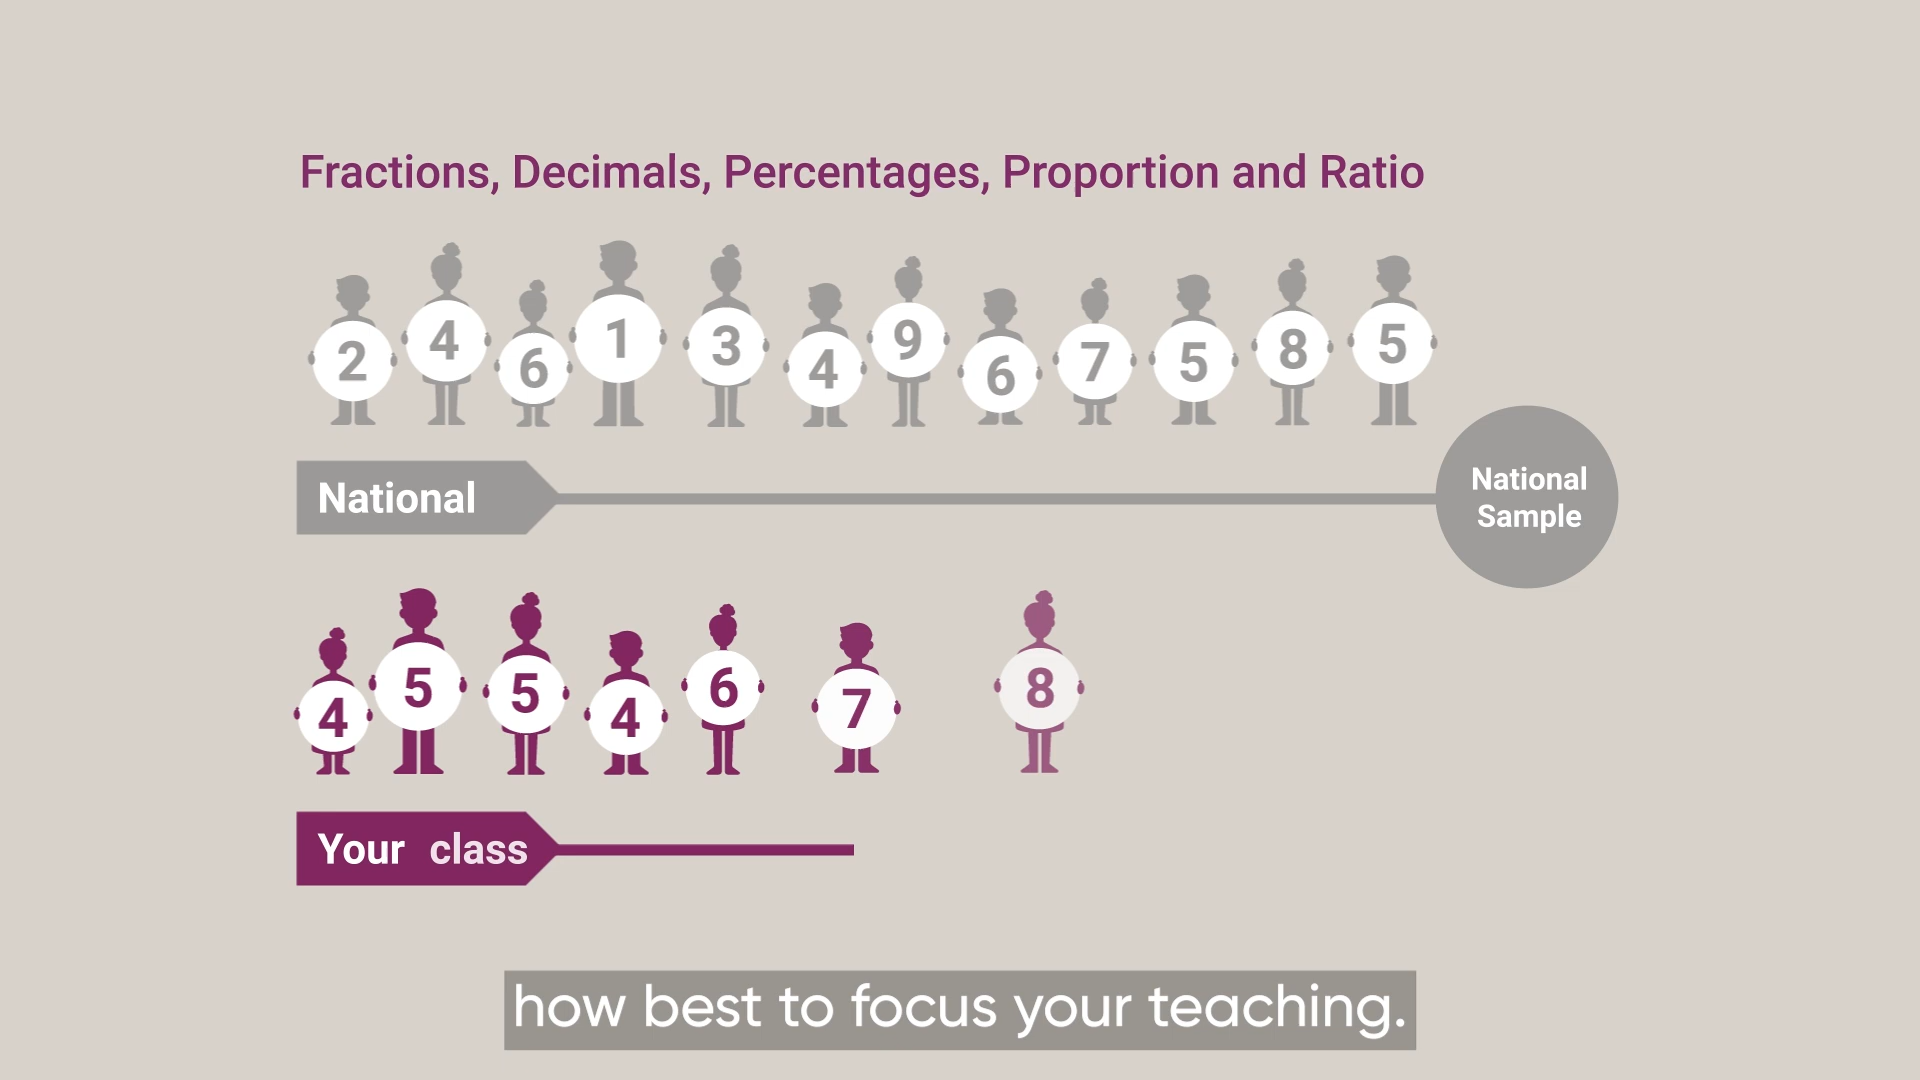 Fractions, Decimals, Percentages, Proportion and Ratio
2 4 6 1 3 4 9 6 7 5 8 5
National
National
Sample
4 5 5 4 6 7 8
Your class
how best to focus your teaching.